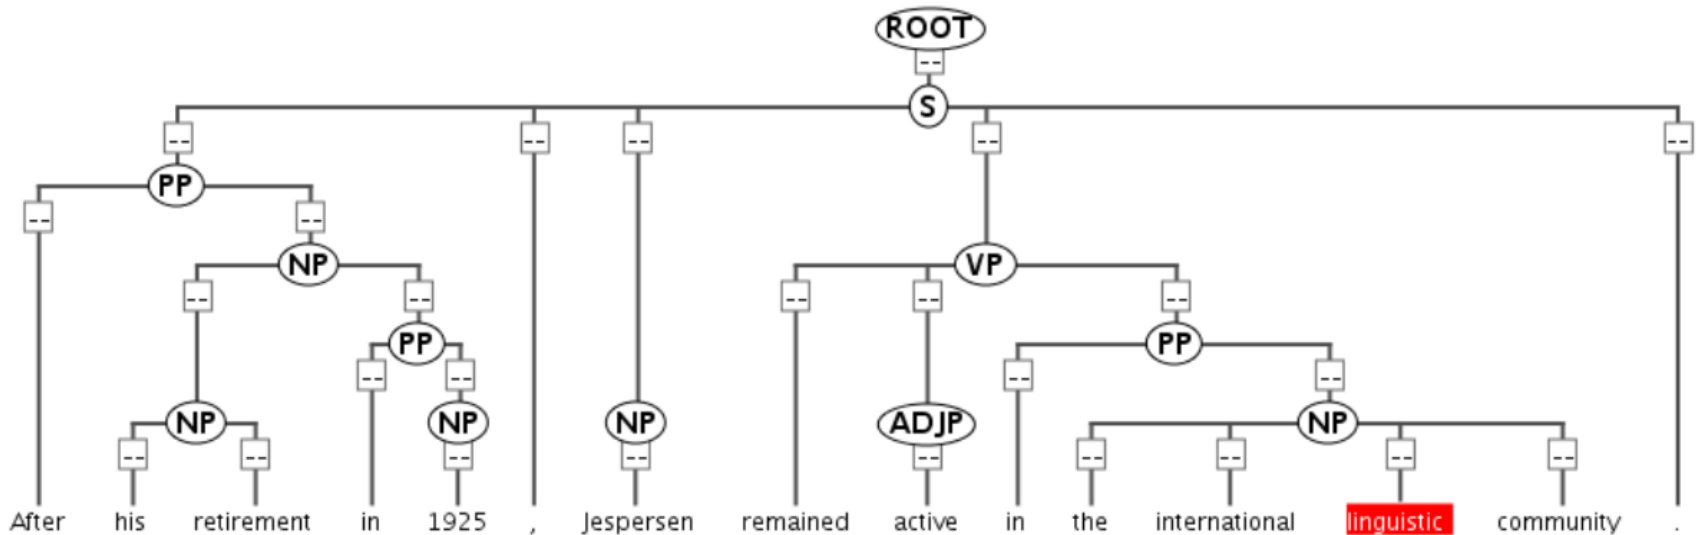 ROOT
--
S
-- -- -- -- --
PP
-- --
NP VP
-- -- -- -- --
PP PP
-- -- -- --
NP NP NP ADJP NP
-- -- -- -- -- -- -- -- --
After his retirement in 1925 , Jespersen remained active in the international linguistic community .